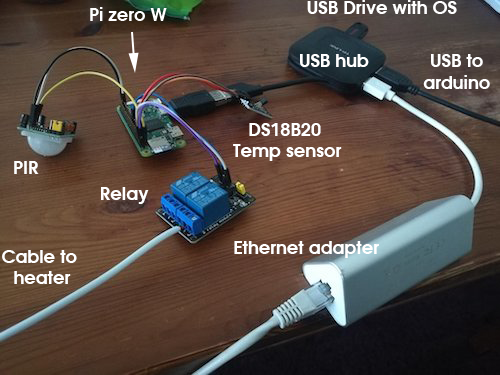 USB Drive with OS
Pi zero W
USB hub
USB to
arduino
DS18B20
Temp sensor
PIR
Relay
Ethernet adapter
Cable to
heater